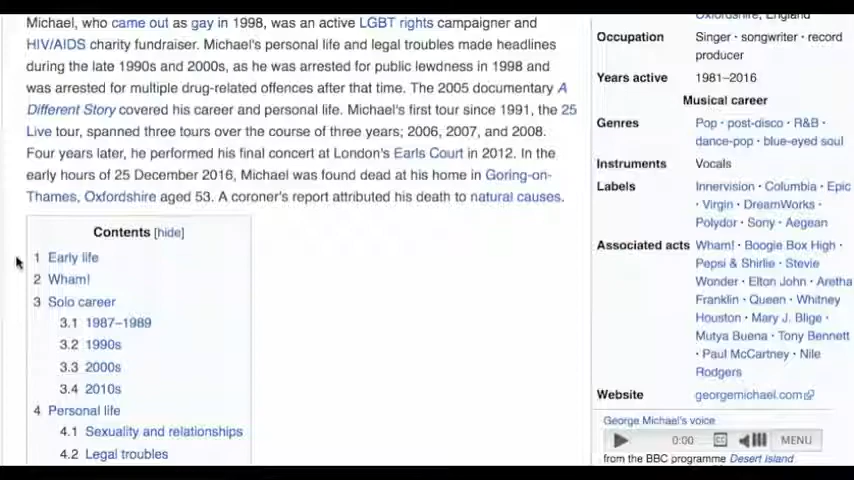 Michael, who came out as gay in 1998, was an active LGBT rights campaigner and
HIV/AIDS charity fundraiser. Michael's personal life and legal troubles made headlines
during the late 1990s and 2000s, as he was arrested for public lewdness in 1998 and
was arrested for multiple drug-related offences after that time. The 2005 documentary A
Different Story covered his career and personal life. Michael's first tour since 1991, the 25
Live tour, spanned three tours over the course of three years; 2006, 2007, and 2008.
Four years later, he performed his final concert at London's Earls Court in 2012. In the
early hours of 25 December 2016, Michael was found dead at his home in Goring-on-
Thames, Oxfordshire aged 53. A coroner's report attributed his death to natural causes.
Contents [hide]
1 Early life
2 Wham!
3 Solo career
3.1 1987–1989
3.2 1990s
3.3 2000s
3.4 2010s
4 Personal life
4.1 Sexuality and relationships
4.2 Legal troubles
Oxfordshire, England
Occupation Singer · songwriter · record
producer
Years active 1981–2016
Musical career
Genres Pop · post-disco · R&B ·
dance-pop · blue-eyed soul
Instruments Vocals
Labels Innervision · Columbia · Epic
· Virgin · DreamWorks ·
Polydor · Sony · Aegean
Associated acts Wham! · Boogie Box High ·
Pepsi & Shirlie · Stevie
Wonder · Elton John · Aretha
Franklin · Queen · Whitney
Houston · Mary J. Blige ·
Mutya Buena · Tony Bennett
· Paul McCartney · Nile
Rodgers
Website georgemichael.com
George Michael's voice
0:00 CC MENU
from the BBC programme Desert Island